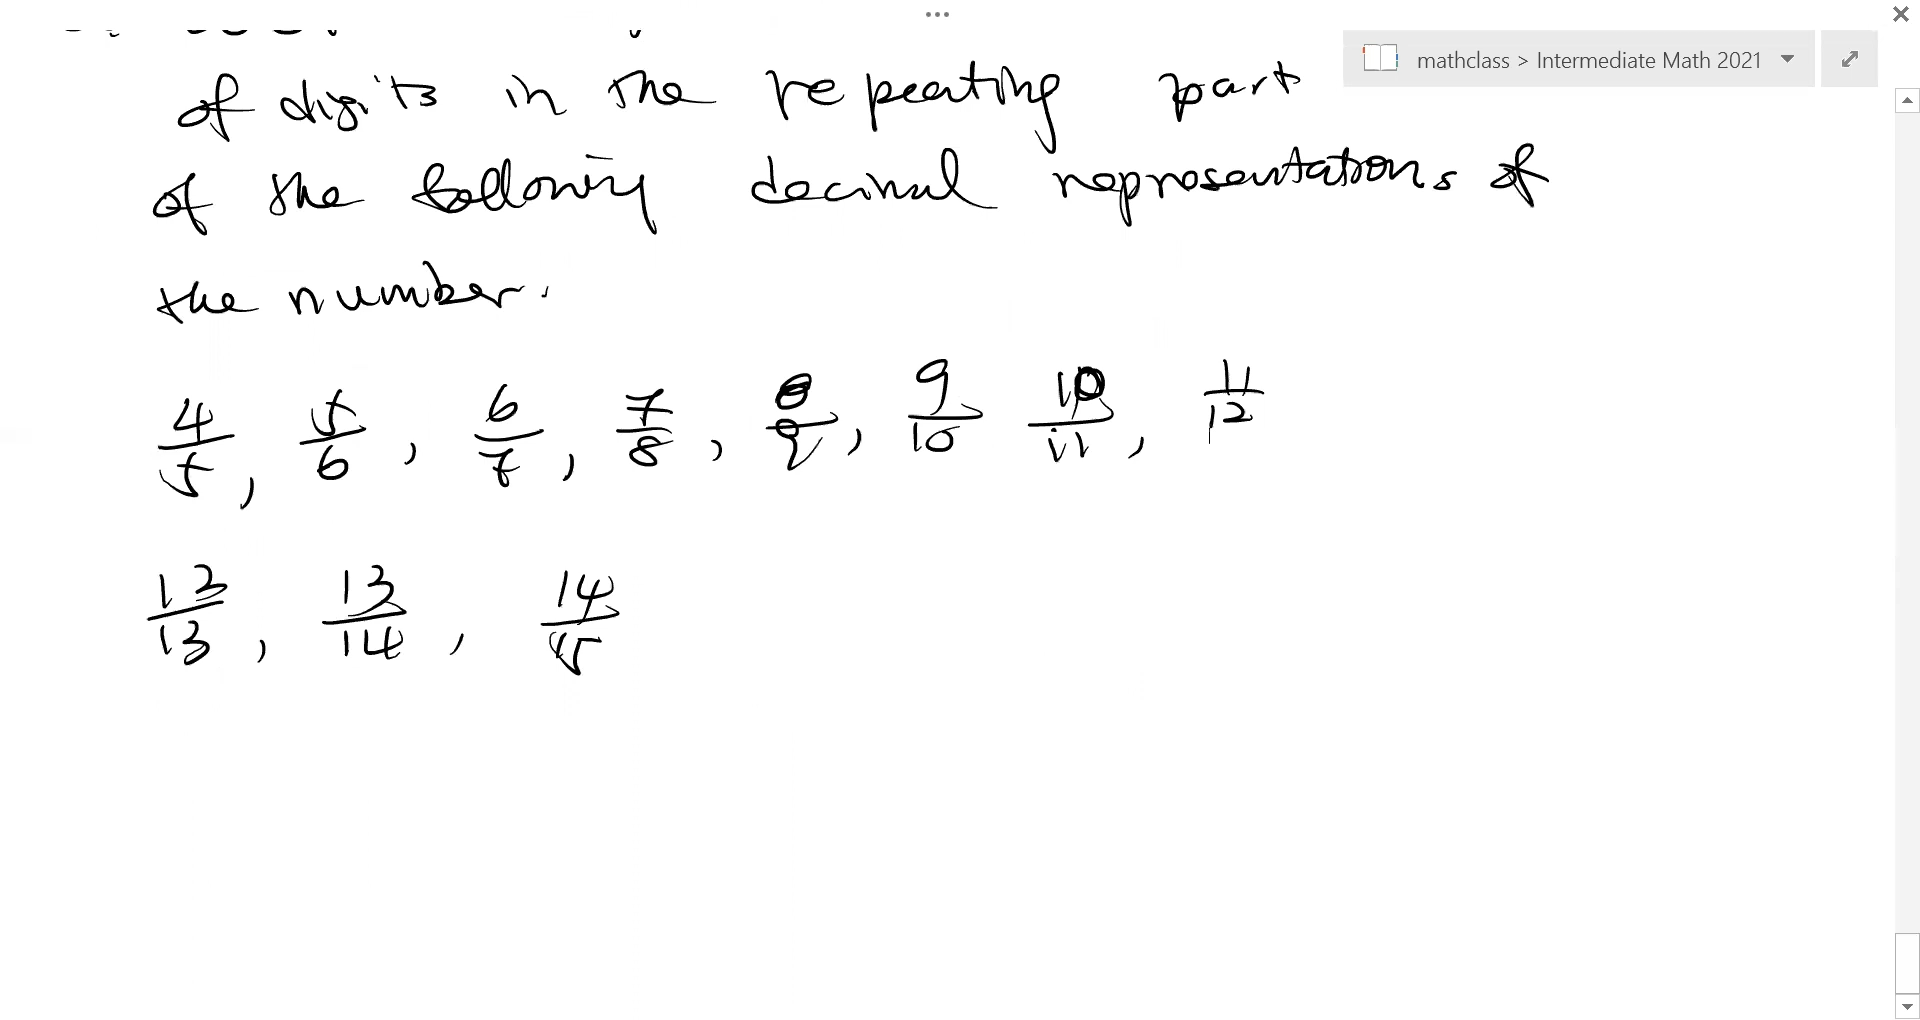 mathclass > Intermediate Math 2021
of digits in the repeating part
of the following decimal representations of
the number.
4/5, 5/6, 6/7, 7/8, 8/9, 9/10 10/11, 11/12
12/13, 13/14, 14/15